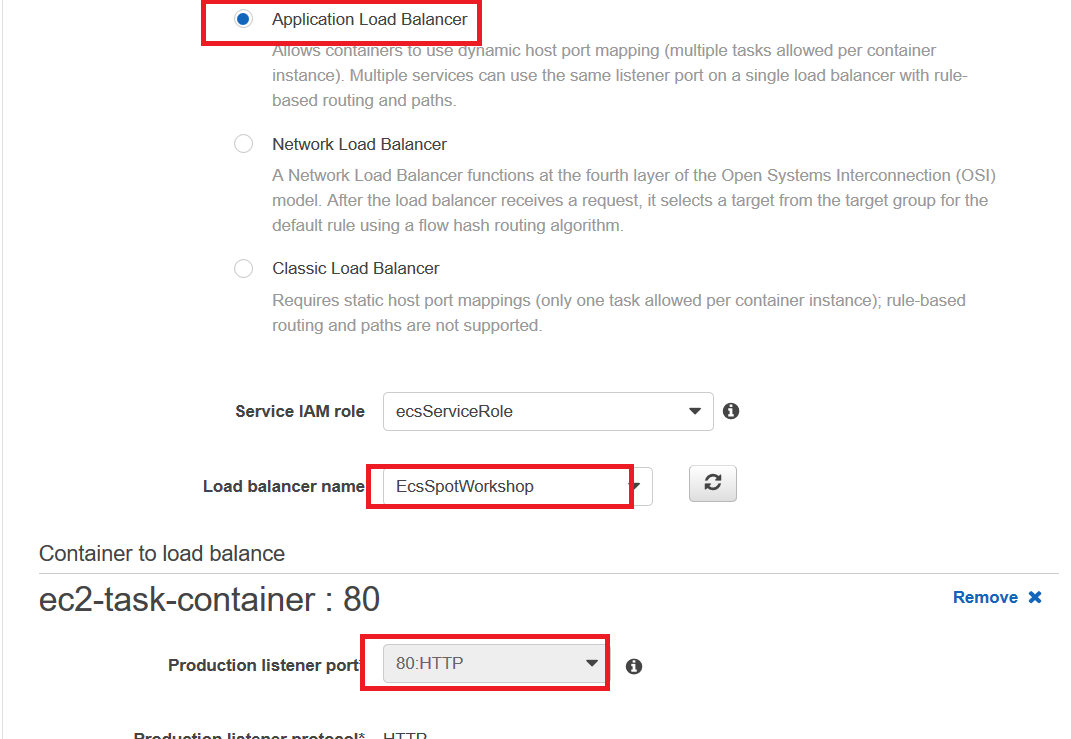 Application Load Balancer
Allows containers to use dynamic host port mapping (multiple tasks allowed per container
instance). Multiple services can use the same listener port on a single load balancer with rule-
based routing and paths.
Network Load Balancer
A Network Load Balancer functions at the fourth layer of the Open Systems Interconnection (OSI)
model. After the load balancer receives a request, it selects a target from the target group for the
default rule using a flow hash routing algorithm.
Classic Load Balancer
Requires static host port mappings (only one task allowed per container instance); rule-based
routing and paths are not supported.
Service IAM role ecsServiceRole
Load balancer name EcsSpotWorkshop
Container to load balance
ec2-task-container : 80
Remove
Production listener port* 80:HTTP
Production listener protocol* HTTP